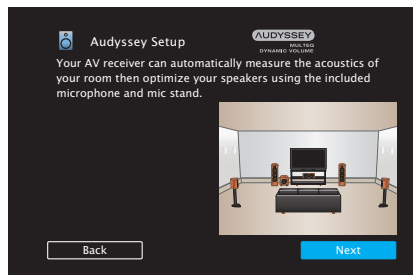 Audyssey Setup
AUDYSSEY
MULTEQ
DYNAMIC VOLUME
Your AV receiver can automatically measure the acoustics of
your room then optimize your speakers using the included
microphone and mic stand.
Back
Next